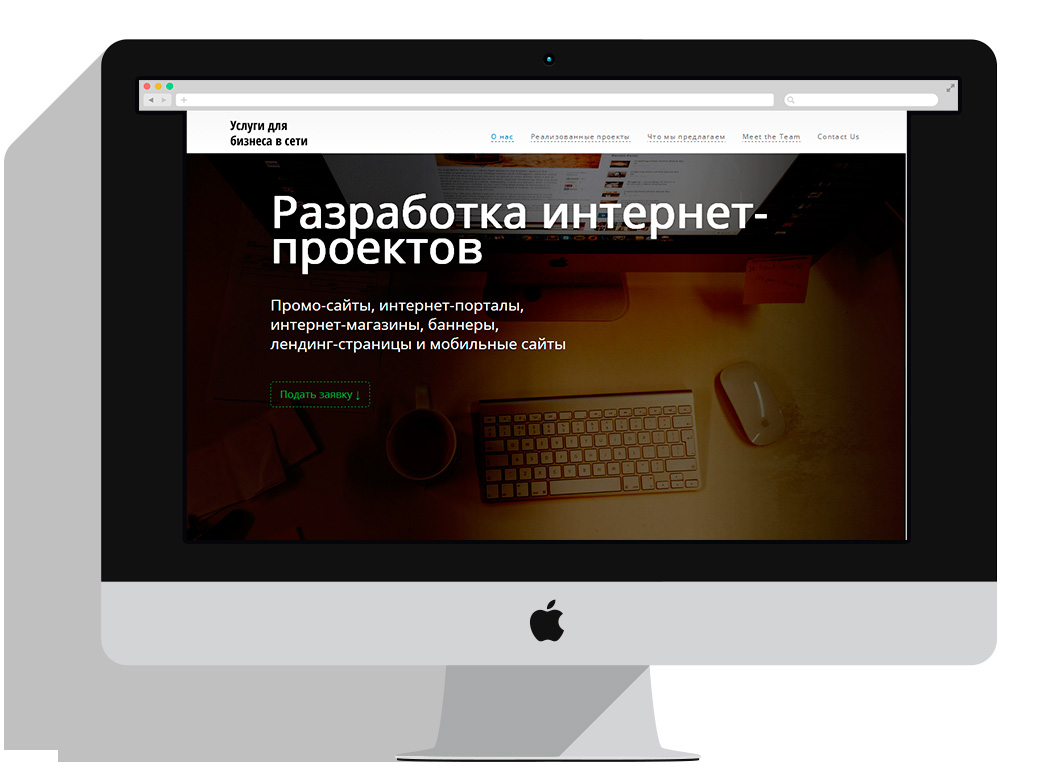 Услуги для
бизнеса в сети
О нас Реализованные проекты Что мы предлагаем Meet the Team Contact Us
Разработка интернет-
проектов
Промо-сайты, интернет-порталы,
интернет-магазины, баннеры,
лендинг-страницы и мобильные сайты
Подать заявку ↓